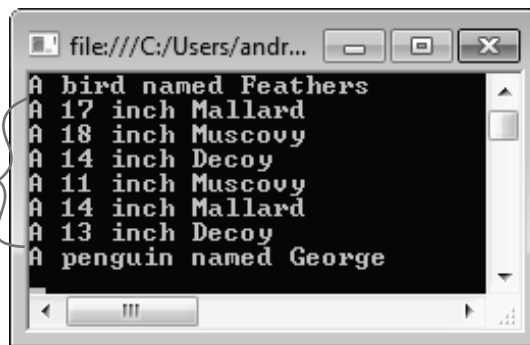 file:///C:/Users/andr...
A bird named Feathers
A 17 inch Mallard
A 18 inch Muscovy
A 14 inch Decoy
A 11 inch Muscovy
A 14 inch Mallard
A 13 inch Decoy
A penguin named George